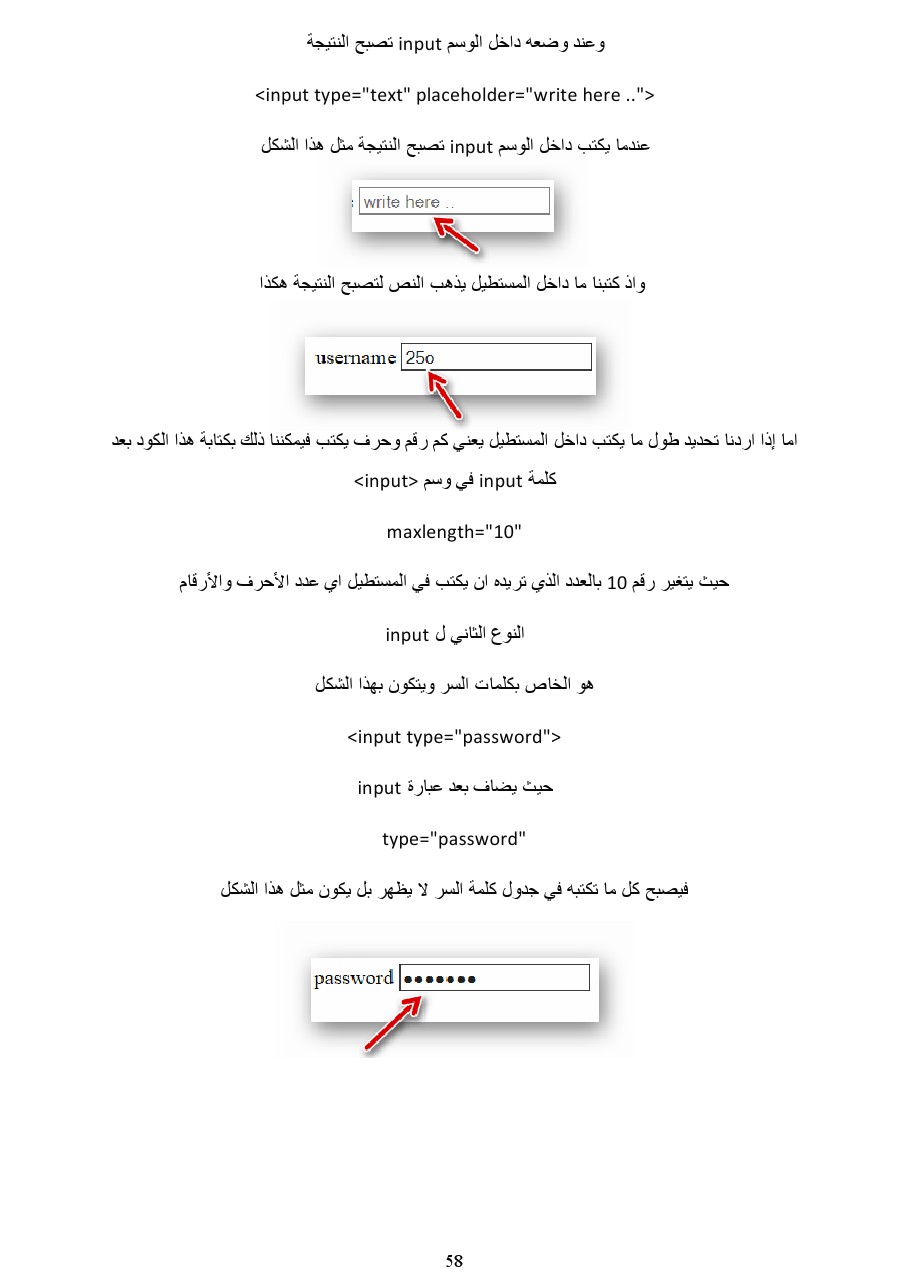 وعند وضعه داخل الوسم input تصبح النتيجة
<input type="text" placeholder="write here ..">
عندما يكتب داخل الوسم input تصبح النتيجة مثل هذا الشكل
write here ..
واذ كتبنا ما داخل المستطيل يذهب النص لتصبح النتيجة هكذا
username 25o
اما إذا اردنا تحديد طول ما يكتب داخل المستطيل يعني كم رقم وحرف يكتب فيمكننا ذلك بكتابة هذا الكود بعد
كلمة input في وسم <input>
maxlength="10"
حيث يتغير رقم 10 بالعدد الذي تريده ان يكتب في المستطيل اي عدد الأحرف والأرقام
النوع الثاني ل input
هو الخاص بكلمات السر ويتكون بهذا الشكل
<input type="password">
حيث يضاف بعد عبارة input
type="password"
فيصبح كل ما تكتبه في جدول كلمة السر لا يظهر بل يكون مثل هذا الشكل
password •••••••
58